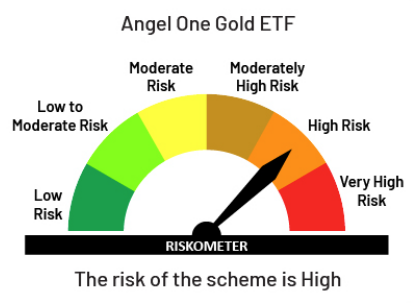 Angel One Gold ETF
Moderate
Risk
Moderately
High Risk
Low to
Moderate Risk
High Risk
Low
Risk
Very High
Risk
RISKOMETER
The risk of the scheme is High